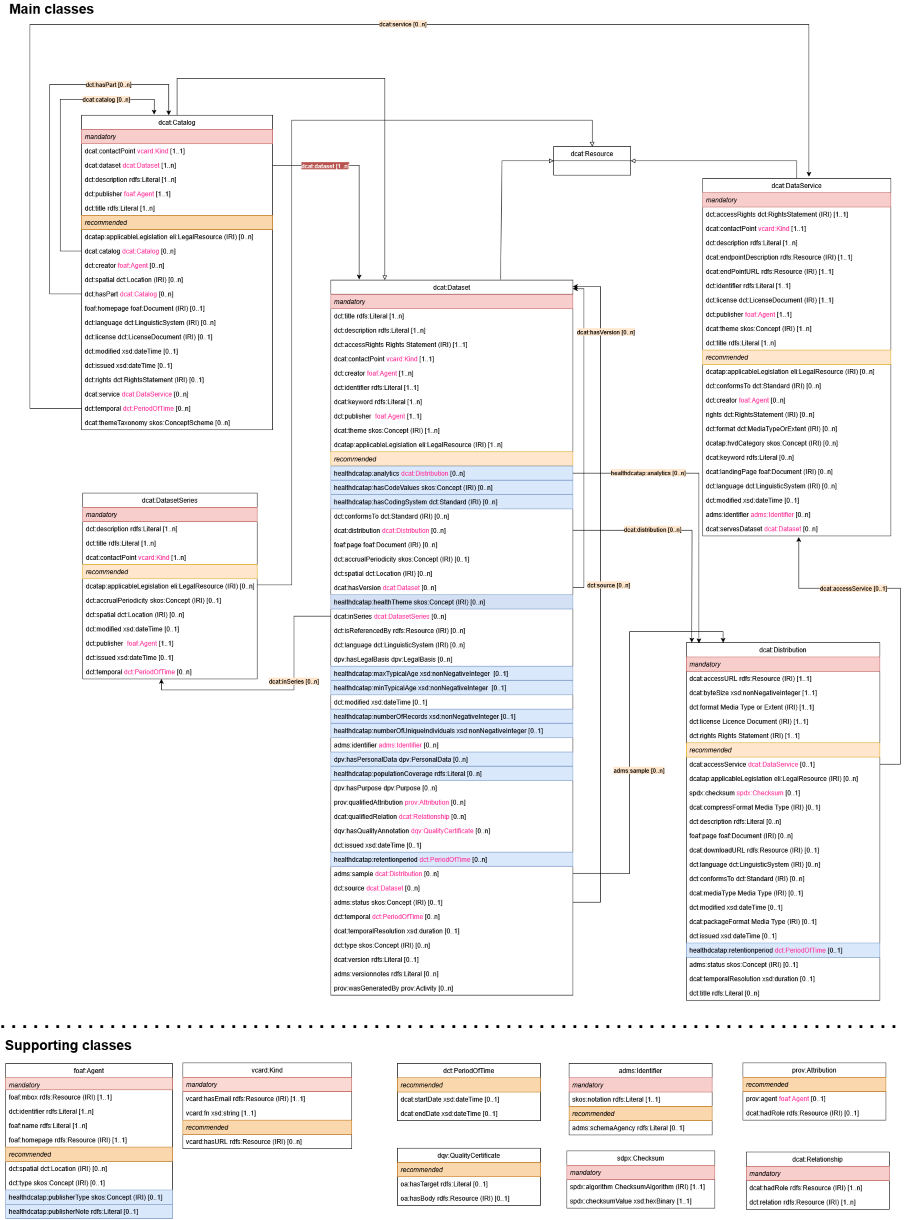 Main classes
dcat:service [0..n]
dct:hasPart [0..n]
dcat:catalog [0..n]
dcat:Catalog
mandatory
dcat:contactPoint vcard:Kind [1..1]
dcat:dataset dcat:Dataset [1..n]
dct:description rdfs:Literal [1..n]
dct:publisher foaf:Agent [1..1]
dct:title rdfs:Literal [1..n]
recommended
dcatap:applicableLegislation eli:LegalResource (IRI) [0..n]
dcat:catalog dcat:Catalog [0..n]
dct:creator foaf:Agent [0..n]
dct:spatial dct:Location (IRI) [0..n]
dct:hasPart dcat:Catalog [0..n]
foaf:homepage foaf:Document (IRI) [0..1]
dct:language dct:LinguisticSystem (IRI) [0..n]
dct:license dct:LicenseDocument (IRI) [0..1]
dct:modified xsd:dateTime [0..1]
dct:issued xsd:dateTime [0..1]
dct:rights dct:RightsStatement (IRI) [0..1]
dcat:service dcat:DataService [0..n]
dct:temporal dct:PeriodOfTime [0..n]
dcat:themeTaxonomy skos:ConceptScheme [0..n]
dcat:dataset [1..n]
dcat:Resource
dcat:DataService
mandatory
dct:accessRights dct:RightsStatement (IRI) [1..1]
dcat:contactPoint vcard:Kind [1..1]
dct:description rdfs:Literal [1..n]
dcat:endpointDescription rdfs:Resource (IRI) [0..n]
dcat:endPointURL rdfs:Resource (IRI) [1..n]
dct:identifier rdfs:Literal [1..n]
dct:license dct:LicenseDocument (IRI) [1..1]
dct:publisher foaf:Agent [1..1]
dcat:theme skos:Concept (IRI) [1..n]
dct:title rdfs:Literal [1..n]
recommended
dcatap:applicableLegislation eli:LegalResource (IRI) [0..n]
dct:conformsTo dct:Standard (IRI) [0..n]
dct:creator foaf:Agent [0..n]
rights dct:RightsStatement (IRI) [0..n]
dct:format dct:MediaTypeOrExtent (IRI) [0..n]
dcatap:hvdCategory skos:Concept (IRI) [0..n]
dcat:keyword rdfs:Literal [0..n]
dcat:landingPage foaf:Document (IRI) [0..n]
dct:language dct:LinguisticSystem (IRI) [0..n]
dct:modified xsd:dateTime [0..1]
adms:identifier adms:Identifier [0..n]
dcat:servesDataset dcat:Dataset [0..n]
dcat:Dataset
mandatory
dct:title rdfs:Literal [1..n]
dct:description rdfs:Literal [1..n]
dct:accessRights Rights Statement (IRI) [1..1]
dcat:contactPoint vcard:Kind [1..n]
dct:creator foaf:Agent [1..n]
dct:identifier rdfs:Literal [1..1]
dcat:keyword rdfs:Literal [1..n]
dct:publisher foaf:Agent [1..1]
dcat:theme skos:Concept (IRI) [1..n]
dcatap:applicableLegislation eli:LegalResource (IRI) [1..n]
recommended
healthdcatap:analytics dcat:Distribution [0..n]
healthdcatap:hasCodeValues skos:Concept (IRI) [0..n]
healthdcatap:hasCodingSystem dct:Standard (IRI) [0..n]
dct:conformsTo dct:Standard (IRI) [0..n]
dcat:distribution dcat:Distribution [0..n]
foaf:page foaf:Document (IRI) [0..n]
dct:accrualPeriodicity skos:Concept (IRI) [0..1]
dct:spatial dct:Location (IRI) [0..n]
dcat:hasVersion dcat:Dataset [0..n]
healthdcatap:healthTheme skos:Concept (IRI) [0..n]
dcat:inSeries dcat:DatasetSeries [0..n]
dct:isReferencedBy rdfs:Resource (IRI) [0..n]
dct:language dct:LinguisticSystem (IRI) [0..n]
dpv:hasLegalBasis dpv:LegalBasis [0..n]
healthdcatap:maxTypicalAge xsd:nonNegativeInteger [0..1]
healthdcatap:minTypicalAge xsd:nonNegativeInteger [0..1]
dct:modified xsd:dateTime [0..1]
healthdcatap:numberOfRecords xsd:nonNegativeInteger [0..1]
healthdcatap:numberOfUniqueIndividuals xsd:nonNegativeInteger [0..1]
adms:identifier adms:Identifier [0..n]
dpv:hasPersonalData dpv:PersonalData [0..n]
healthdcatap:populationCoverage rdfs:Literal [0..n]
dpv:hasPurpose dpv:Purpose [0..n]
prov:qualifiedAttribution prov:Attribution [0..n]
dcat:qualifiedRelation dcat:Relationship [0..n]
dqv:hasQualityAnnotation dqv:QualityCertificate [0..n]
dct:issued xsd:dateTime [0..1]
healthdcatap:retentionperiod dct:PeriodOfTime [0..n]
adms:sample dcat:Distribution [0..n]
dct:source dcat:Dataset [0..n]
adms:status skos:Concept (IRI) [0..1]
dct:temporal dct:PeriodOfTime [0..n]
dcat:temporalResolution xsd:duration [0..n]
dct:type skos:Concept (IRI) [0..n]
dcat:version rdfs:Literal [0..1]
adms:versionnotes rdfs:Literal [0..n]
prov:wasGeneratedBy prov:Activity [0..n]
dcat:hasVersion [0..n]
healthdcatap:analytics [0..n]
dcat:distribution [0..n]
dct:source [0..n]
dcat:accessService [0..1]
adms:sample [0..n]
dcat:inSeries [0..n]
dcat:DatasetSeries
mandatory
dct:description rdfs:Literal [1..n]
dct:title rdfs:Literal [1..n]
dcat:contactPoint vcard:Kind [1..n]
recommended
dcatap:applicableLegislation eli:LegalResource (IRI) [0..n]
dct:accrualPeriodicity skos:Concept (IRI) [0..1]
dct:spatial dct:Location (IRI) [0..n]
dct:modified xsd:dateTime [0..1]
dct:publisher foaf:Agent [1..1]
dct:issued xsd:dateTime [0..1]
dct:temporal dct:PeriodOfTime [0..n]
dcat:Distribution
mandatory
dcat:accessURL rdfs:Resource (IRI) [1..n]
dcat:byteSize xsd:nonNegativeInteger [1..1]
dct:format Media Type or Extent (IRI) [1..1]
dct:license Licence Document (IRI) [1..1]
dct:rights Rights Statement (IRI) [1..1]
recommended
dcat:accessService dcat:DataService [0..1]
dcatap:applicableLegislation eli:LegalResource (IRI) [0..n]
spdx:checksum spdx:Checksum [0..1]
dcat:compressFormat Media Type (IRI) [0..1]
dct:description rdfs:Literal [0..n]
foaf:page foaf:Document (IRI) [0..n]
dcat:downloadURL rdfs:Resource (IRI) [0..n]
dct:language dct:LinguisticSystem (IRI) [0..n]
dct:conformsTo dct:Standard (IRI) [0..n]
dcat:mediaType Media Type (IRI) [0..1]
dct:modified xsd:dateTime [0..1]
dcat:packageFormat Media Type (IRI) [0..1]
dct:issued xsd:dateTime [0..1]
healthdcatap:retentionperiod dct:PeriodOfTime [0..1]
adms:status skos:Concept (IRI) [0..1]
dcat:temporalResolution xsd:duration [0..n]
dct:title rdfs:Literal [0..n]
Supporting classes
foaf:Agent
mandatory
foaf:mbox rdfs:Resource (IRI) [1..1]
dct:identifier rdfs:Literal [1..n]
foaf:name rdfs:Literal [1..n]
foaf:homepage rdfs:Resource (IRI) [1..1]
recommended
dct:spatial dct:Location (IRI) [0..n]
dct:type skos:Concept (IRI) [0..1]
healthdcatap:publisherType skos:Concept (IRI) [0..1]
healthdcatap:publisherNote rdfs:Literal [0..1]
vcard:Kind
mandatory
vcard:hasEmail rdfs:Resource (IRI) [1..1]
vcard:fn xsd:string [1..1]
recommended
vcard:hasURL rdfs:Resource (IRI) [0..n]
dct:PeriodOfTime
recommended
dcat:startDate xsd:dateTime [0..1]
dcat:endDate xsd:dateTime [0..1]
dqv:QualityCertificate
recommended
oa:hasTarget rdfs:Literal [0..1]
oa:hasBody rdfs:Resource (IRI) [0..1]
adms:Identifier
mandatory
skos:notation rdfs:Literal [1..1]
recommended
adms:schemaAgency rdfs:Literal [0..1]
sdpx:Checksum
mandatory
spdx:algorithm ChecksumAlgorithm (IRI) [1..1]
spdx:checksumValue xsd:hexBinary [1..1]
prov:Attribution
recommended
prov:agent foaf:Agent [0..1]
dcat:hadRole rdfs:Resource (IRI) [0..1]
dcat:Relationship
mandatory
dcat:hadRole rdfs:Resource (IRI) [1..n]
dct:relation rdfs:Resource (IRI) [1..n]